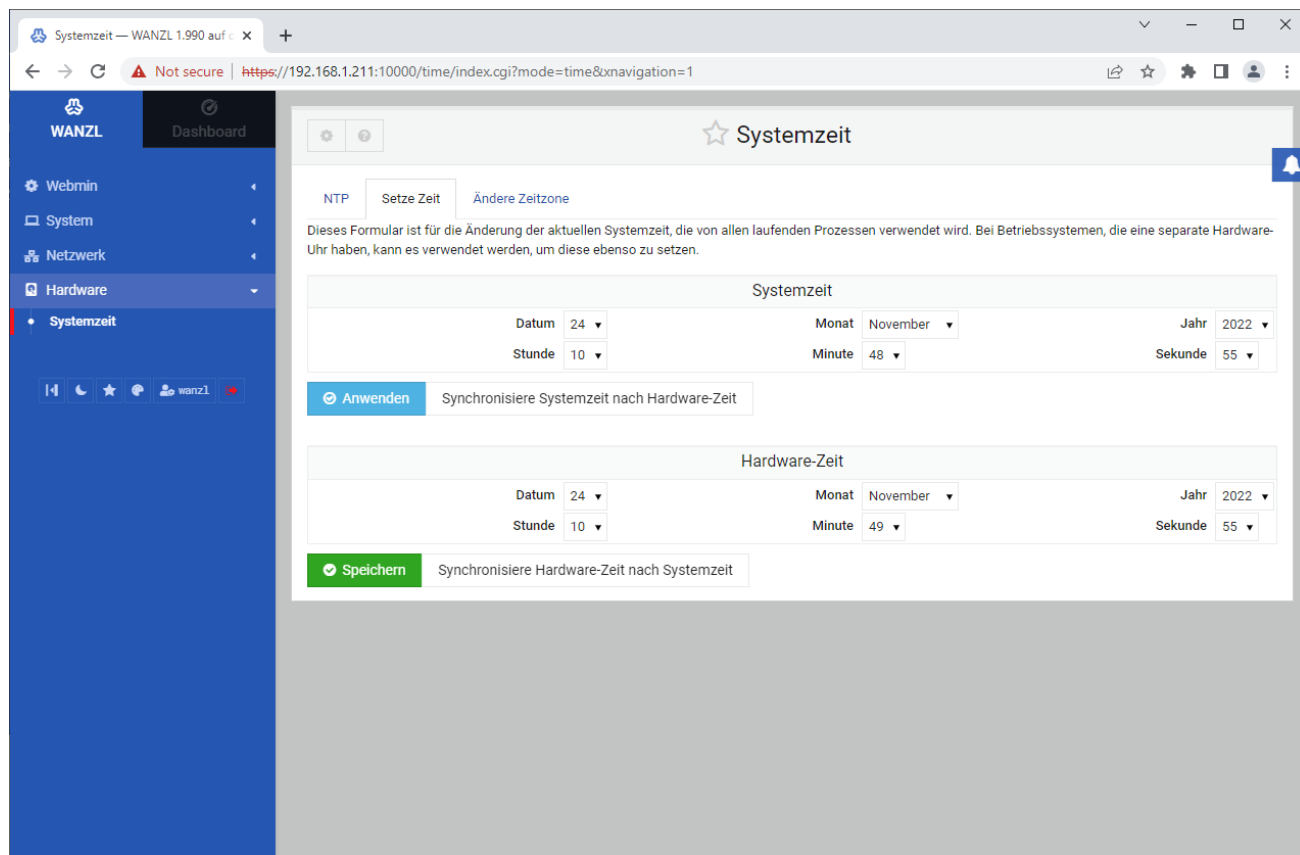 Systemzeit — WANZL 1.990 auf
Not secure | https://192.168.1.211:10000/time/index.cgi?mode=time&xnavigation=1
WANZL
Dashboard
Webmin
System
Netzwerk
Hardware
Systemzeit
wanzl
Systemzeit
NTP Setze Zeit Ändere Zeitzone
Dieses Formular ist für die Änderung der aktuellen Systemzeit, die von allen laufenden Prozessen verwendet wird. Bei Betriebssystemen, die eine separate Hardware-
Uhr haben, kann es verwendet werden, um diese ebenso zu setzen.
Systemzeit
Datum 24 Monat November Jahr 2022
Stunde 10 Minute 48 Sekunde 55
Anwenden Synchronisiere Systemzeit nach Hardware-Zeit
Hardware-Zeit
Datum 24 Monat November Jahr 2022
Stunde 10 Minute 49 Sekunde 55
Speichern Synchronisiere Hardware-Zeit nach Systemzeit